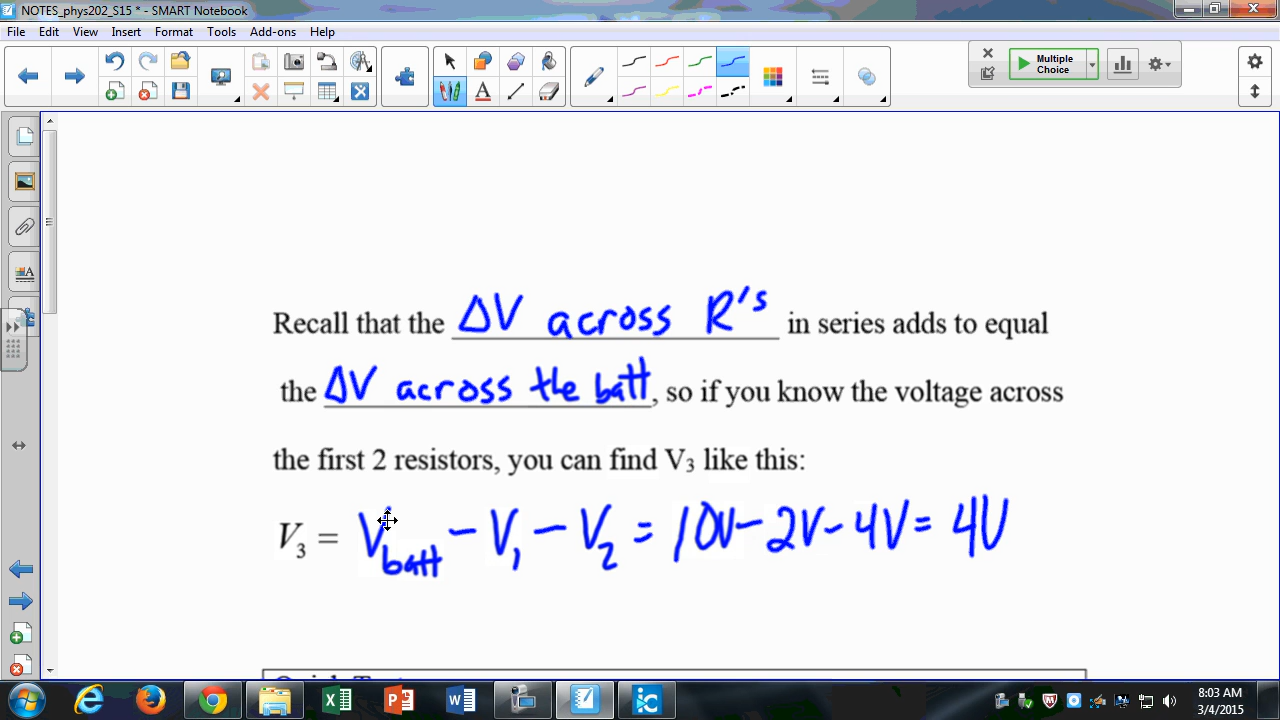 NOTES_phys202_S15 * - SMART Notebook
File Edit View Insert Format Tools Add-ons Help
Multiple
Choice
Recall that the ΔV across R's in series adds to equal
the ΔV across the batt, so if you know the voltage across
the first 2 resistors, you can find V₃ like this:
V₃ = V_batt − V₁ − V₂ = 10V − 2V − 4V = 4V
8:03 AM
3/4/2015